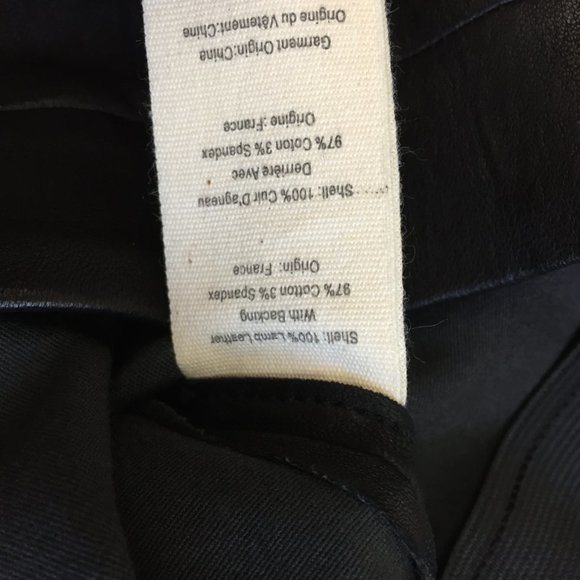 Shell: 100% Lamb Leather
With Backing
97% Cotton 3% Spandex
Origin: France
Shell: 100% Cuir D'agneau
Derrière Avec
97% Coton 3% Spandex
Origine :France
Garment Origin:China
Origine du Vêtement:China